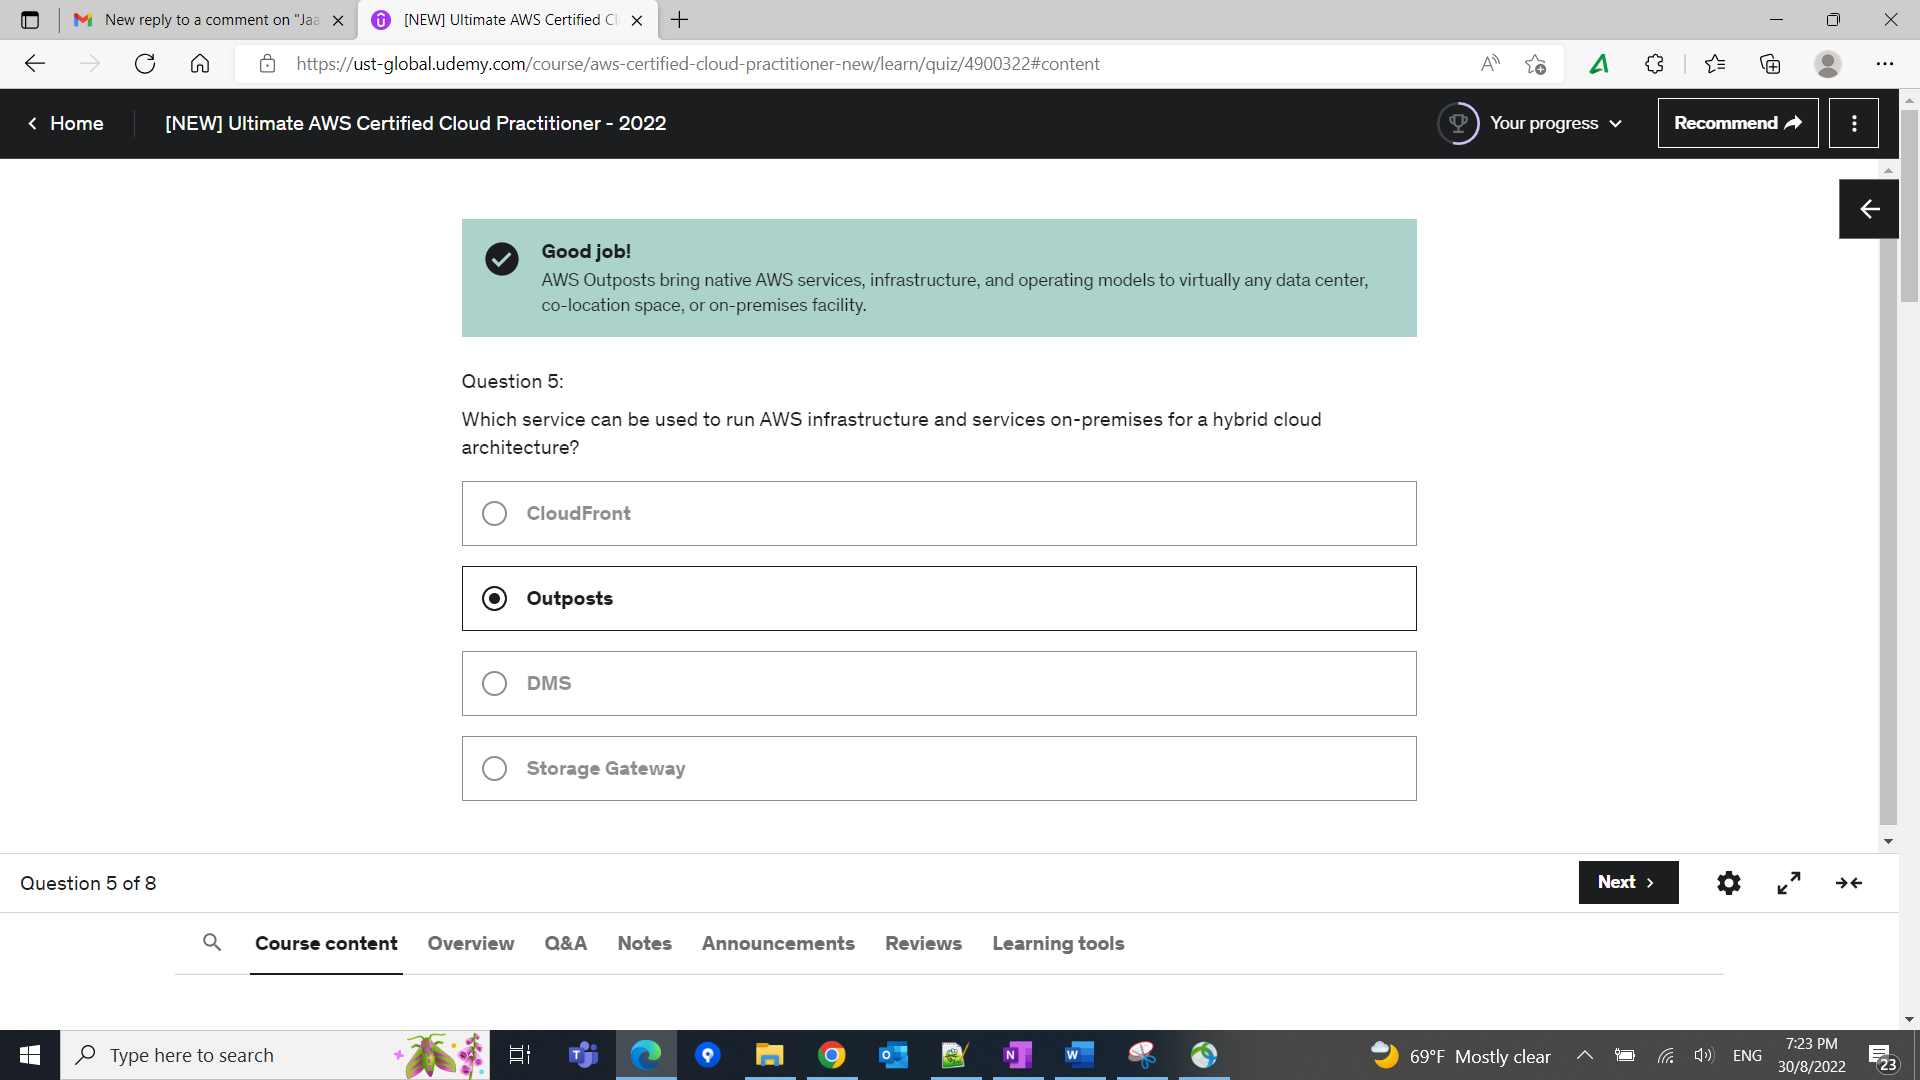 New reply to a comment on "Jaa
[NEW] Ultimate AWS Certified Cl
https://ust-global.udemy.com/course/aws-certified-cloud-practitioner-new/learn/quiz/4900322#content
Home
[NEW] Ultimate AWS Certified Cloud Practitioner - 2022
Your progress
Recommend
Good job!
AWS Outposts bring native AWS services, infrastructure, and operating models to virtually any data center,
co-location space, or on-premises facility.
Question 5:
Which service can be used to run AWS infrastructure and services on-premises for a hybrid cloud
architecture?
CloudFront
Outposts
DMS
Storage Gateway
Question 5 of 8
Next
Course content
Overview
Q&A
Notes
Announcements
Reviews
Learning tools
Type here to search
69°F Mostly clear
ENG
7:23 PM
30/8/2022
23